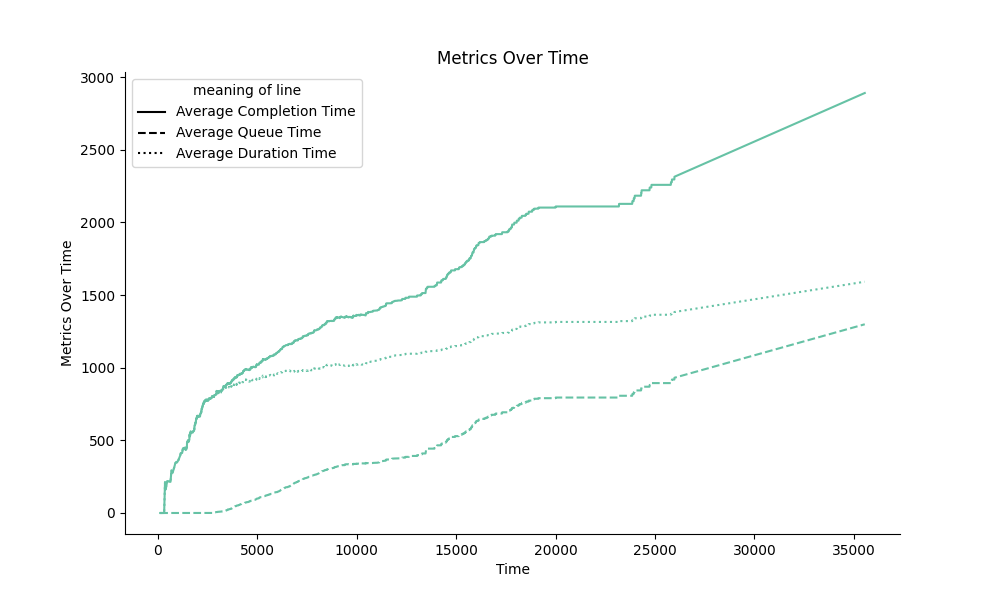 Metrics Over Time
meaning of line
Average Completion Time
Average Queue Time
Average Duration Time
Metrics Over Time
3000
2500
2000
1500
1000
500
0
0 5000 10000 15000 20000 25000 30000 35000
Time